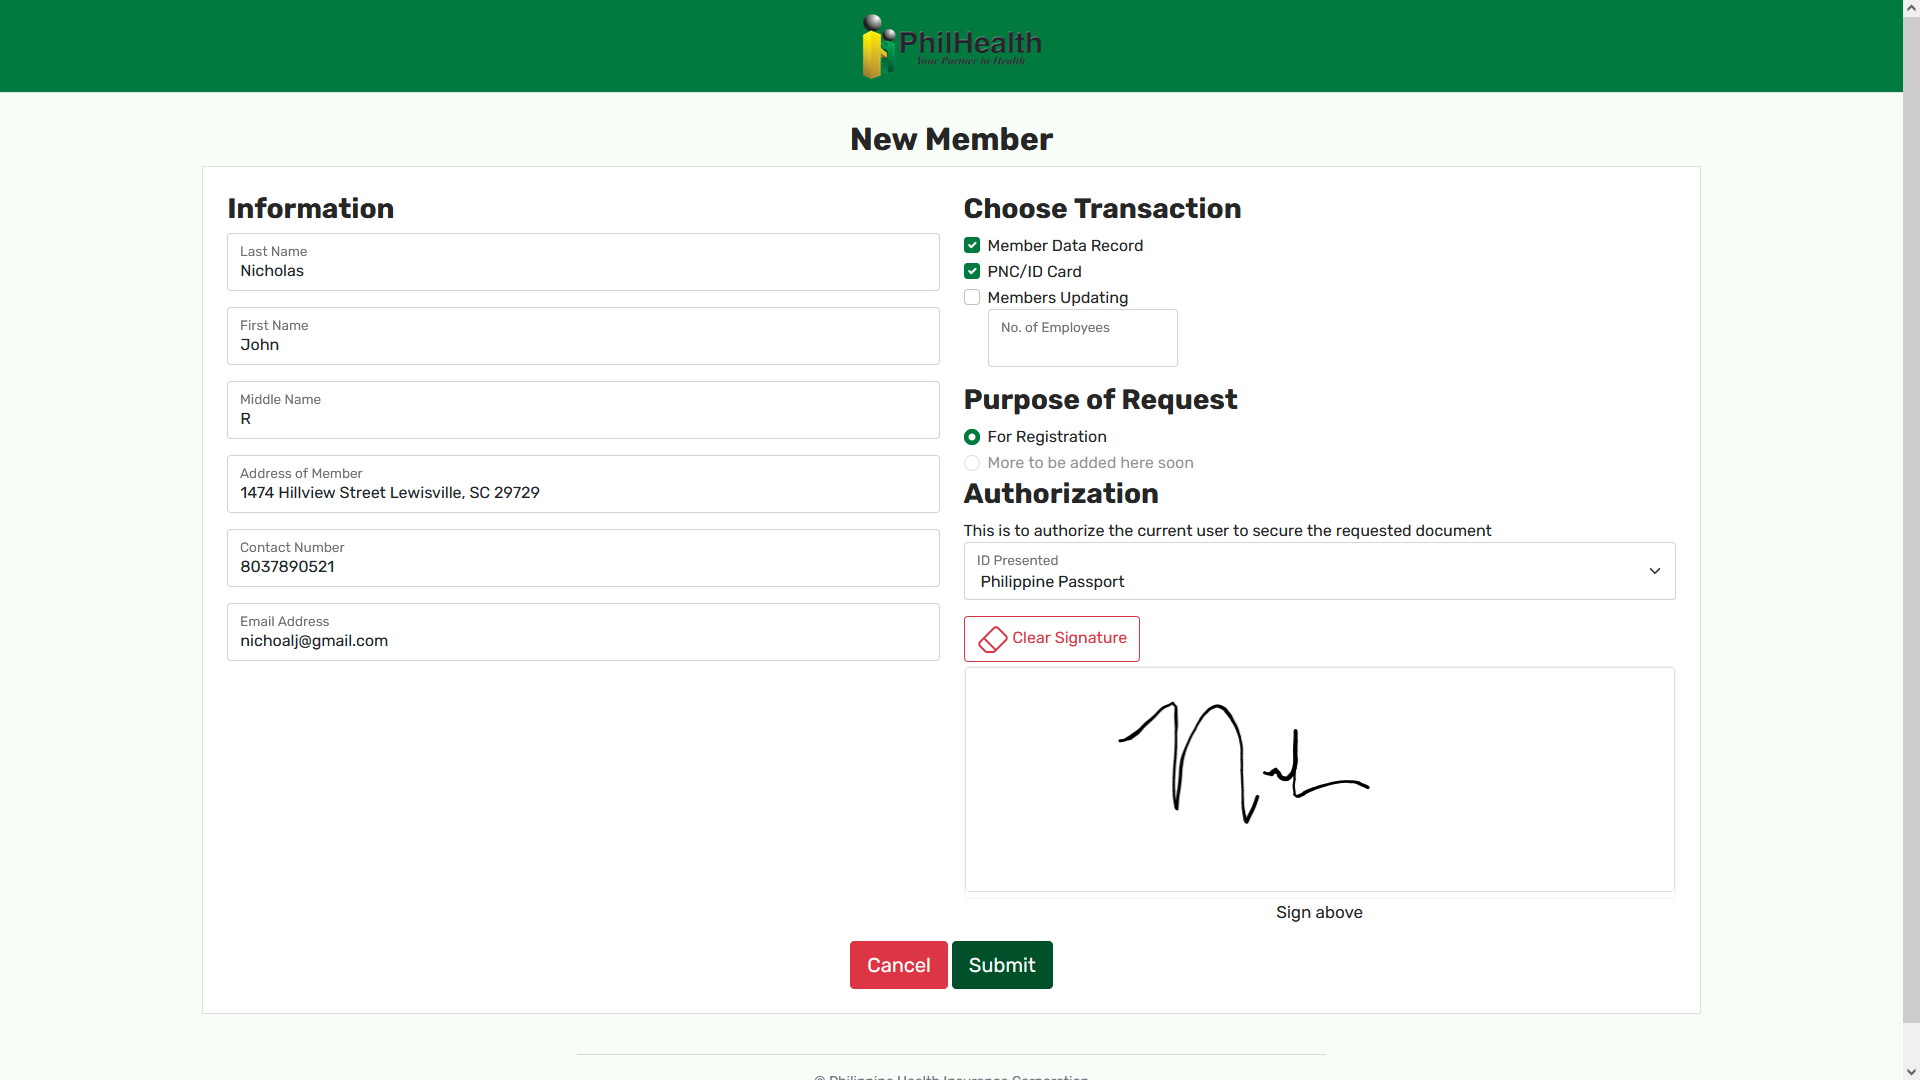 PhilHealth
Your Partner in Health
New Member
Information
Last Name
Nicholas
First Name
John
Middle Name
R
Address of Member
1474 Hillview Street Lewisville, SC 29729
Contact Number
8037890521
Email Address
nichoalj@gmail.com
Choose Transaction
Member Data Record
PNC/ID Card
Members Updating
No. of Employees
Purpose of Request
For Registration
More to be added here soon
Authorization
This is to authorize the current user to secure the requested document
ID Presented
Philippine Passport
Clear Signature
Sign above
Cancel
Submit
© Philippine Health Insurance Corporation